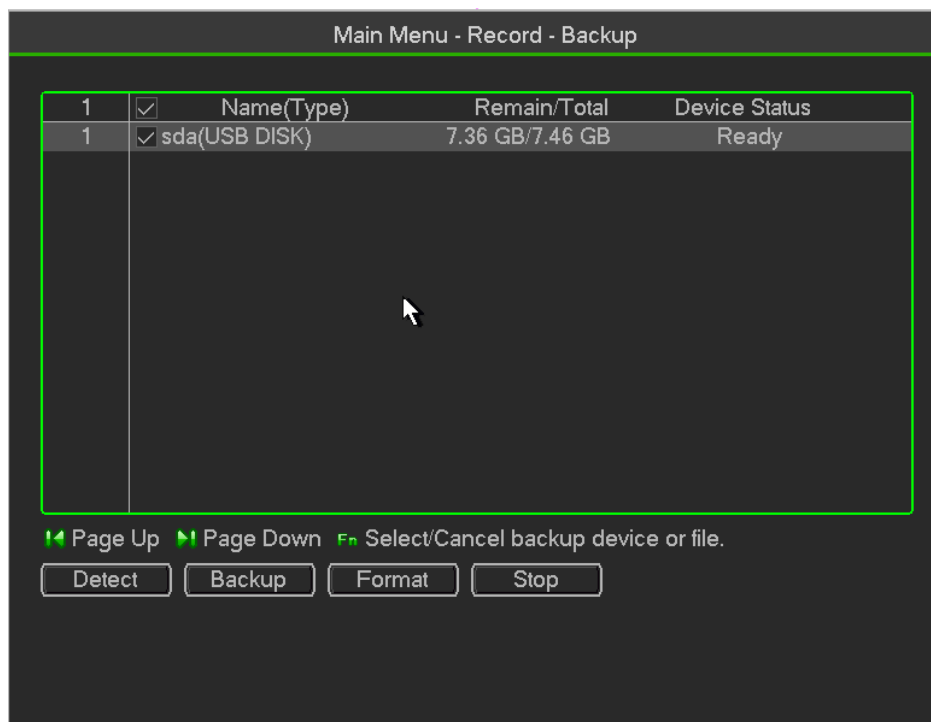 Main Menu - Record - Backup
1 Name(Type) Remain/Total Device Status
1 sda(USB DISK) 7.36 GB/7.46 GB Ready
Page Up Page Down Fn Select/Cancel backup device or file.
Detect Backup Format Stop